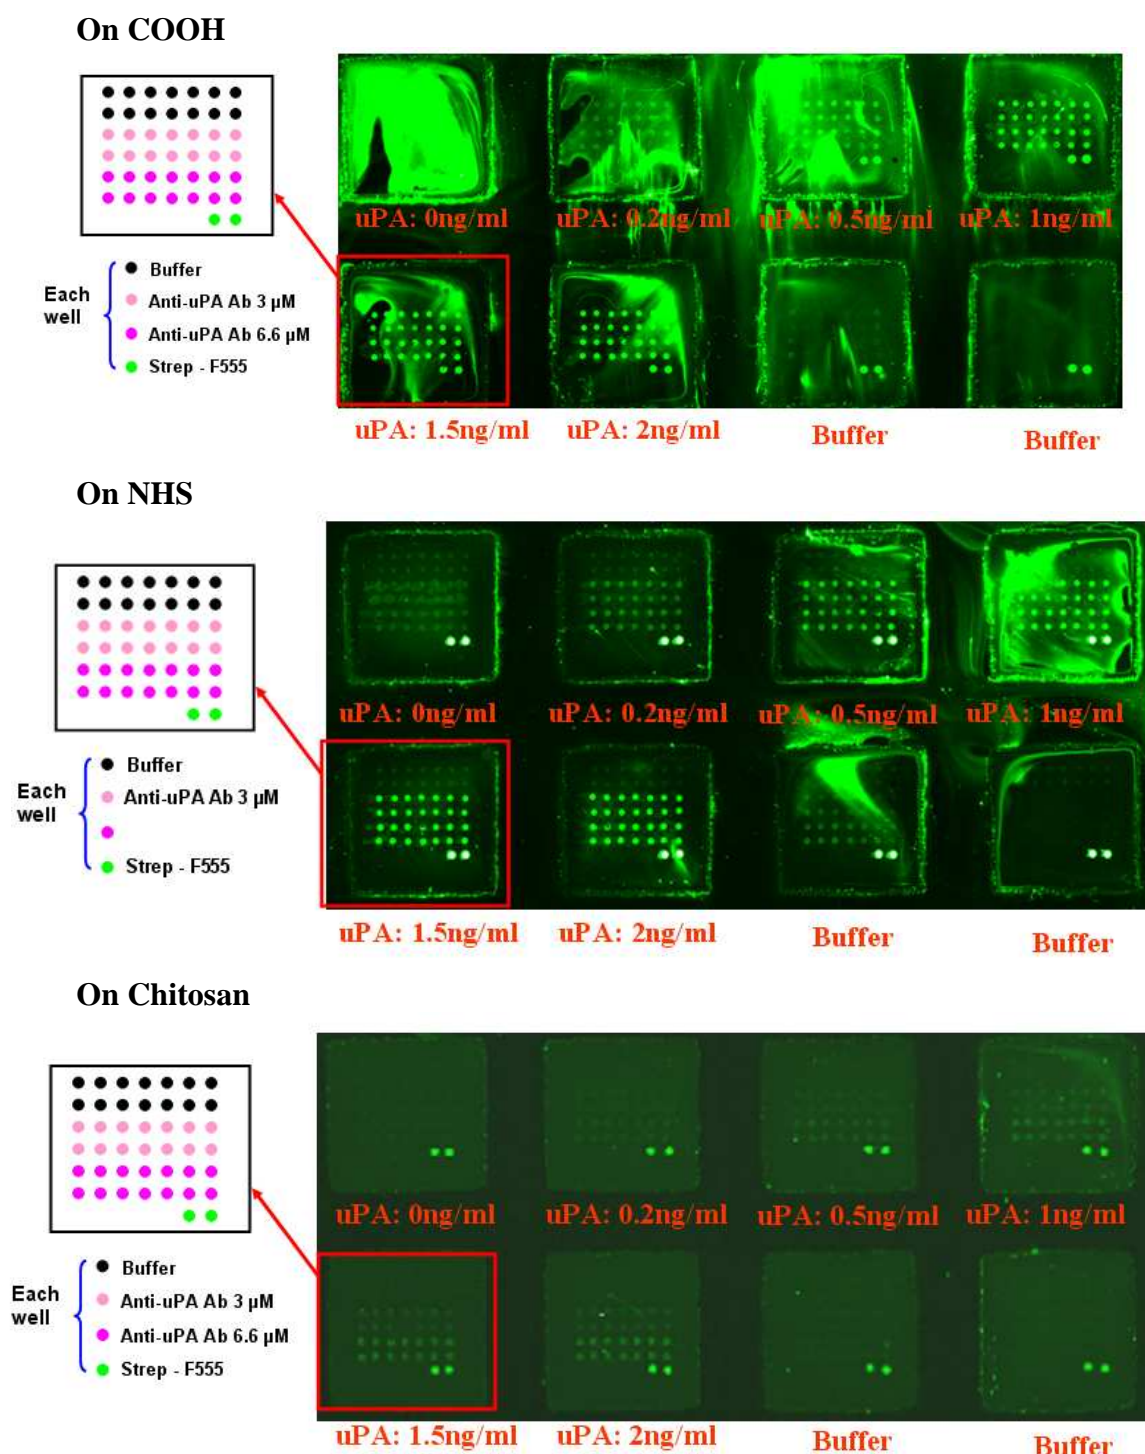 On COOH
uPA: 0ng/ml
uPA: 0.2ng/ml
uPA: 0.5ng/ml
uPA: 1ng/ml
Each well
Buffer
Anti-uPA Ab 3 µM
Anti-uPA Ab 6.6 µM
Strep - F555
uPA: 1.5ng/ml
uPA: 2ng/ml
Buffer
Buffer
On NHS
uPA: 0ng/ml
uPA: 0.2ng/ml
uPA: 0.5ng/ml
uPA: 1ng/ml
Each well
Buffer
Anti-uPA Ab 3 µM
Strep - F555
uPA: 1.5ng/ml
uPA: 2ng/ml
Buffer
Buffer
On Chitosan
uPA: 0ng/ml
uPA: 0.2ng/ml
uPA: 0.5ng/ml
uPA: 1ng/ml
Each well
Buffer
Anti-uPA Ab 3 µM
Anti-uPA Ab 6.6 µM
Strep - F555
uPA: 1.5ng/ml
uPA: 2ng/ml
Buffer
Buffer